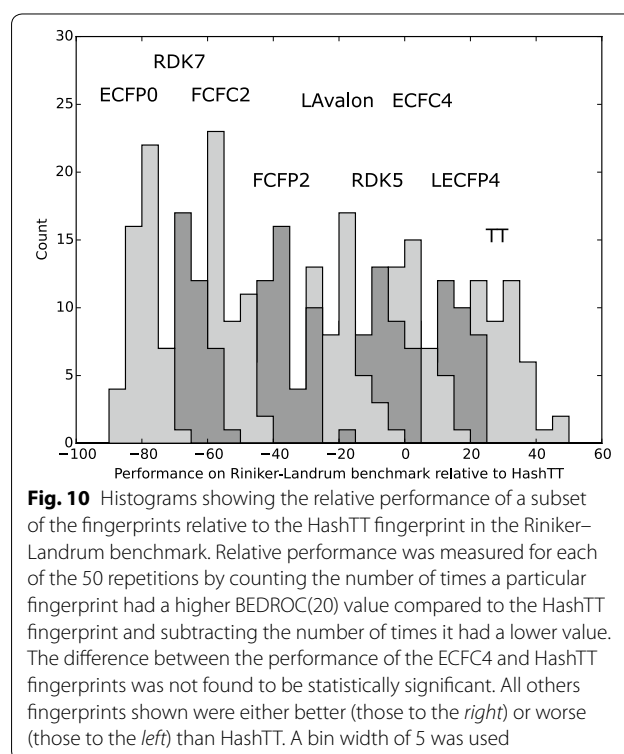 30
25
20
15
10
5
0
Count
RDK7
ECFP0 FCFC2 LAvalon ECFC4
FCFP2 RDK5 LECFP4
TT
−100 −80 −60 −40 −20 0 20 40 60
Performance on Riniker-Landrum benchmark relative to HashTT
Fig. 10 Histograms showing the relative performance of a subset
of the fingerprints relative to the HashTT fingerprint in the Riniker–
Landrum benchmark. Relative performance was measured for each
of the 50 repetitions by counting the number of times a particular
fingerprint had a higher BEDROC(20) value compared to the HashTT
fingerprint and subtracting the number of times it had a lower value.
The difference between the performance of the ECFC4 and HashTT
fingerprints was not found to be statistically significant. All others
fingerprints shown were either better (those to the right) or worse
(those to the left) than HashTT. A bin width of 5 was used